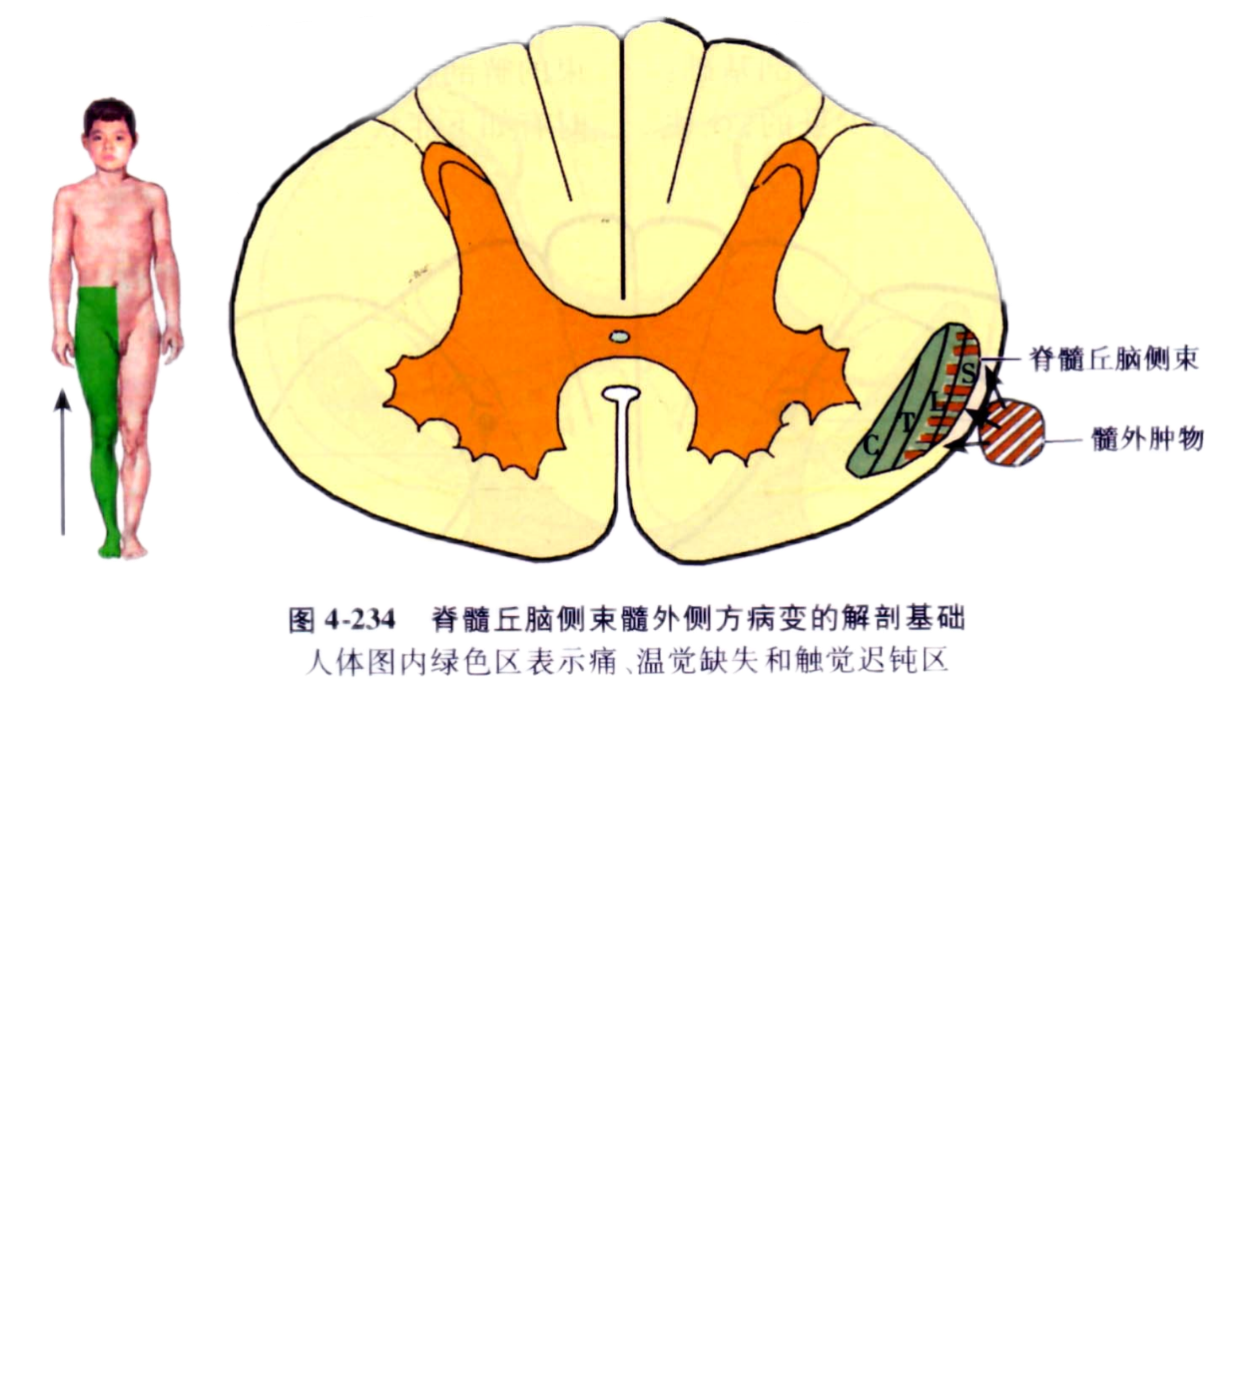 脊髓丘脑侧束
S
L
T
C
髓外肿物
图 4-234 脊髓丘脑侧束髓外侧方病变的解剖基础
人体图内绿色区表示痛、温觉缺失和触觉迟钝区